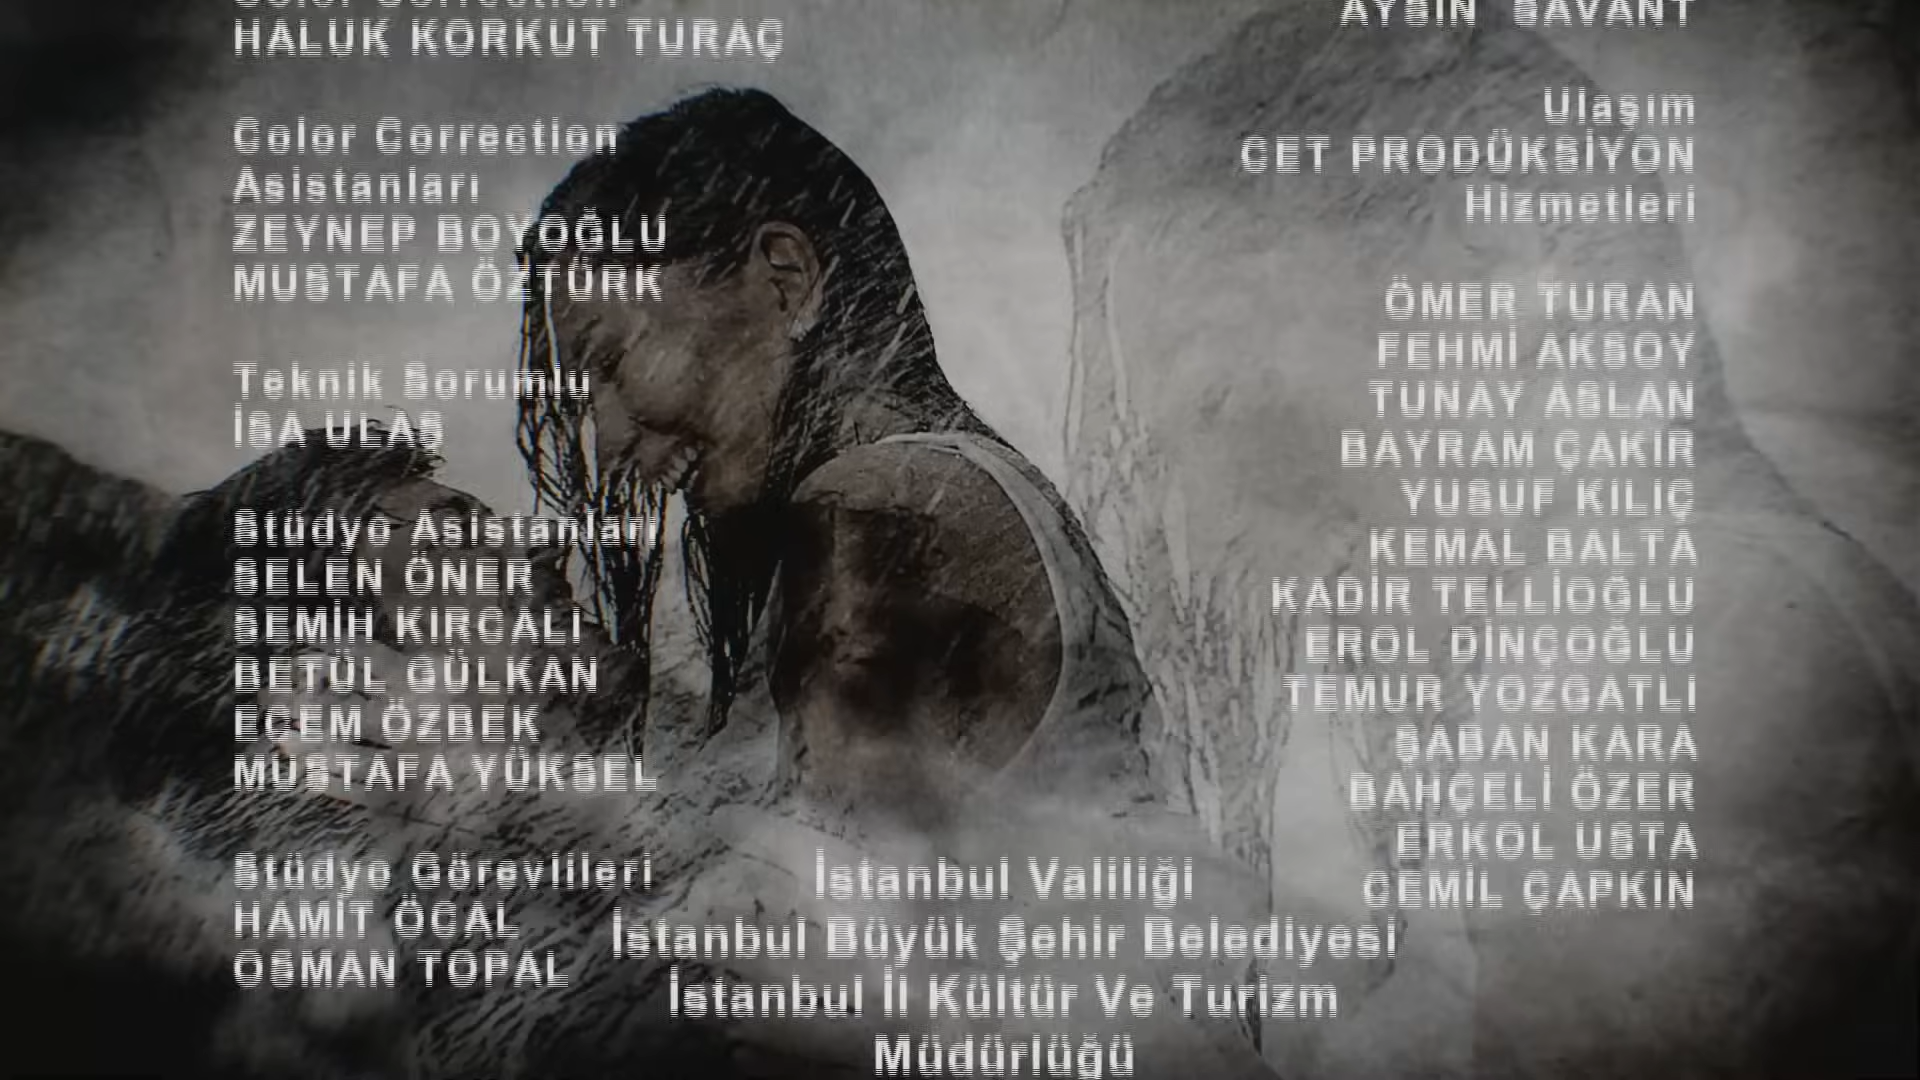 Color Correction
HALUK KORKUT TURAÇ
Color Correction
Asistanları
ZEYNEP BOYOĞLU
MUSTAFA ÖZTÜRK
Teknik Sorumlu
İSA ULAŞ
Stüdyo Asistanları
SELEN ÖNER
SEMİH KIRCALI
BETÜL GÜLKAN
ECEM ÖZBEK
MUSTAFA YÜKSEL
Stüdyo Görevlileri
HAMİT ÖCAL
OSMAN TOPAL
AYSIN SAVANT
Ulaşım
CET PRODÜKSİYON
Hizmetleri
ÖMER TURAN
FEHMİ AKSOY
TUNAY ASLAN
BAYRAM ÇAKIR
YUSUF KILIÇ
KEMAL BALTA
KADİR TELLİOĞLU
EROL DİNÇOĞLU
TEMUR YOZGATLI
ŞABAN KARA
BAHÇELİ ÖZER
ERKOL USTA
CEMİL ÇAPKIN
İstanbul Valiliği
İstanbul Büyük Şehir Belediyesi
İstanbul İl Kültür Ve Turizm
Müdürlüğü